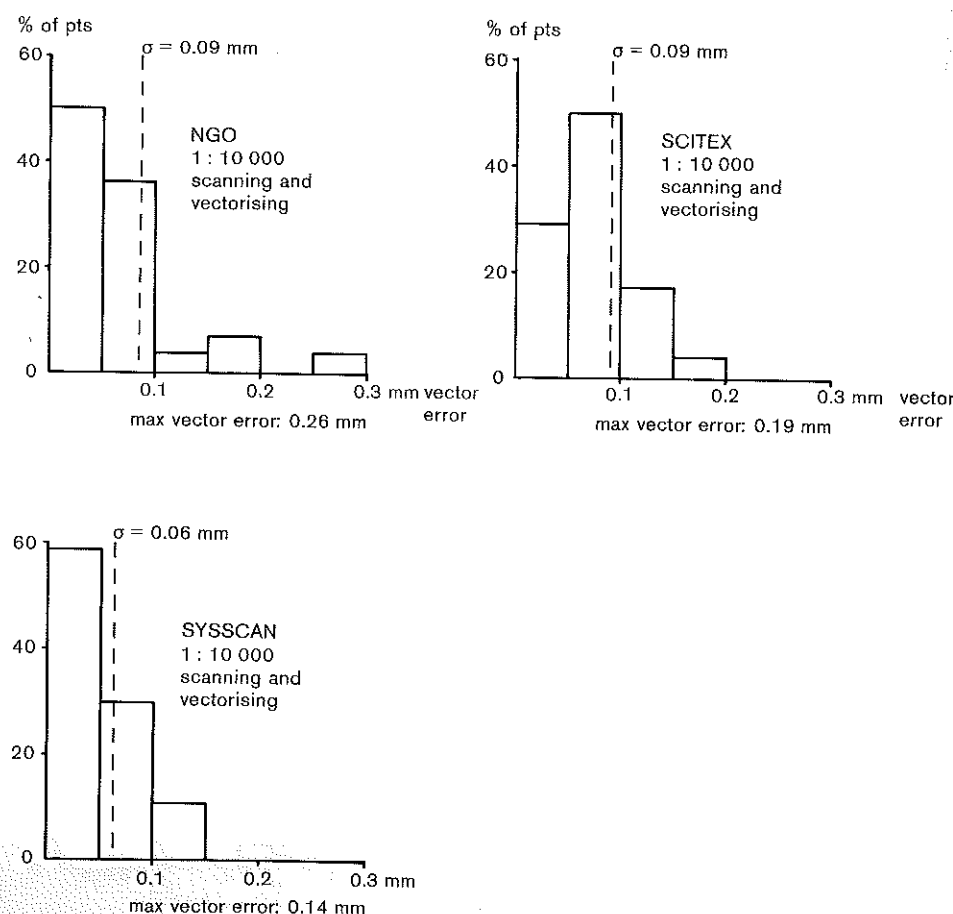 % of pts
σ = 0.09 mm
60
40
20
0
NGO
1 : 10 000
scanning and
vectorising
0.1
0.2
0.3 mm vector
error
max vector error: 0.26 mm
% of pts
σ = 0.09 mm
60
40
20
0
SCITEX
1 : 10 000
scanning and
vectorising
0.1
0.2
0.3 mm vector
error
max vector error: 0.19 mm
σ = 0.06 mm
60
40
20
0
SYSSCAN
1 : 10 000
scanning and
vectorising
0.1
0.2
0.3 mm
max vector error: 0.14 mm